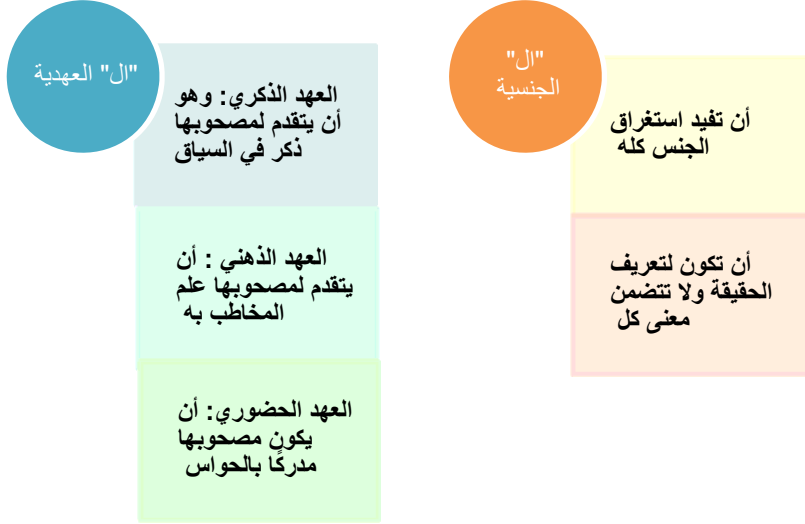 "ال"
الجنسية
أن تفيد استغراق
الجنس كله
أن تكون لتعريف
الحقيقة ولا تتضمن
معنى كل
"ال" العهدية
العهد الذكري: وهو
أن يتقدم لمصحوبها
ذكر في السياق
العهد الذهني : أن
يتقدم لمصحوبها علم
المخاطب به
العهد الحضوري: أن
يكون مصحوبها
مدركًا بالحواس